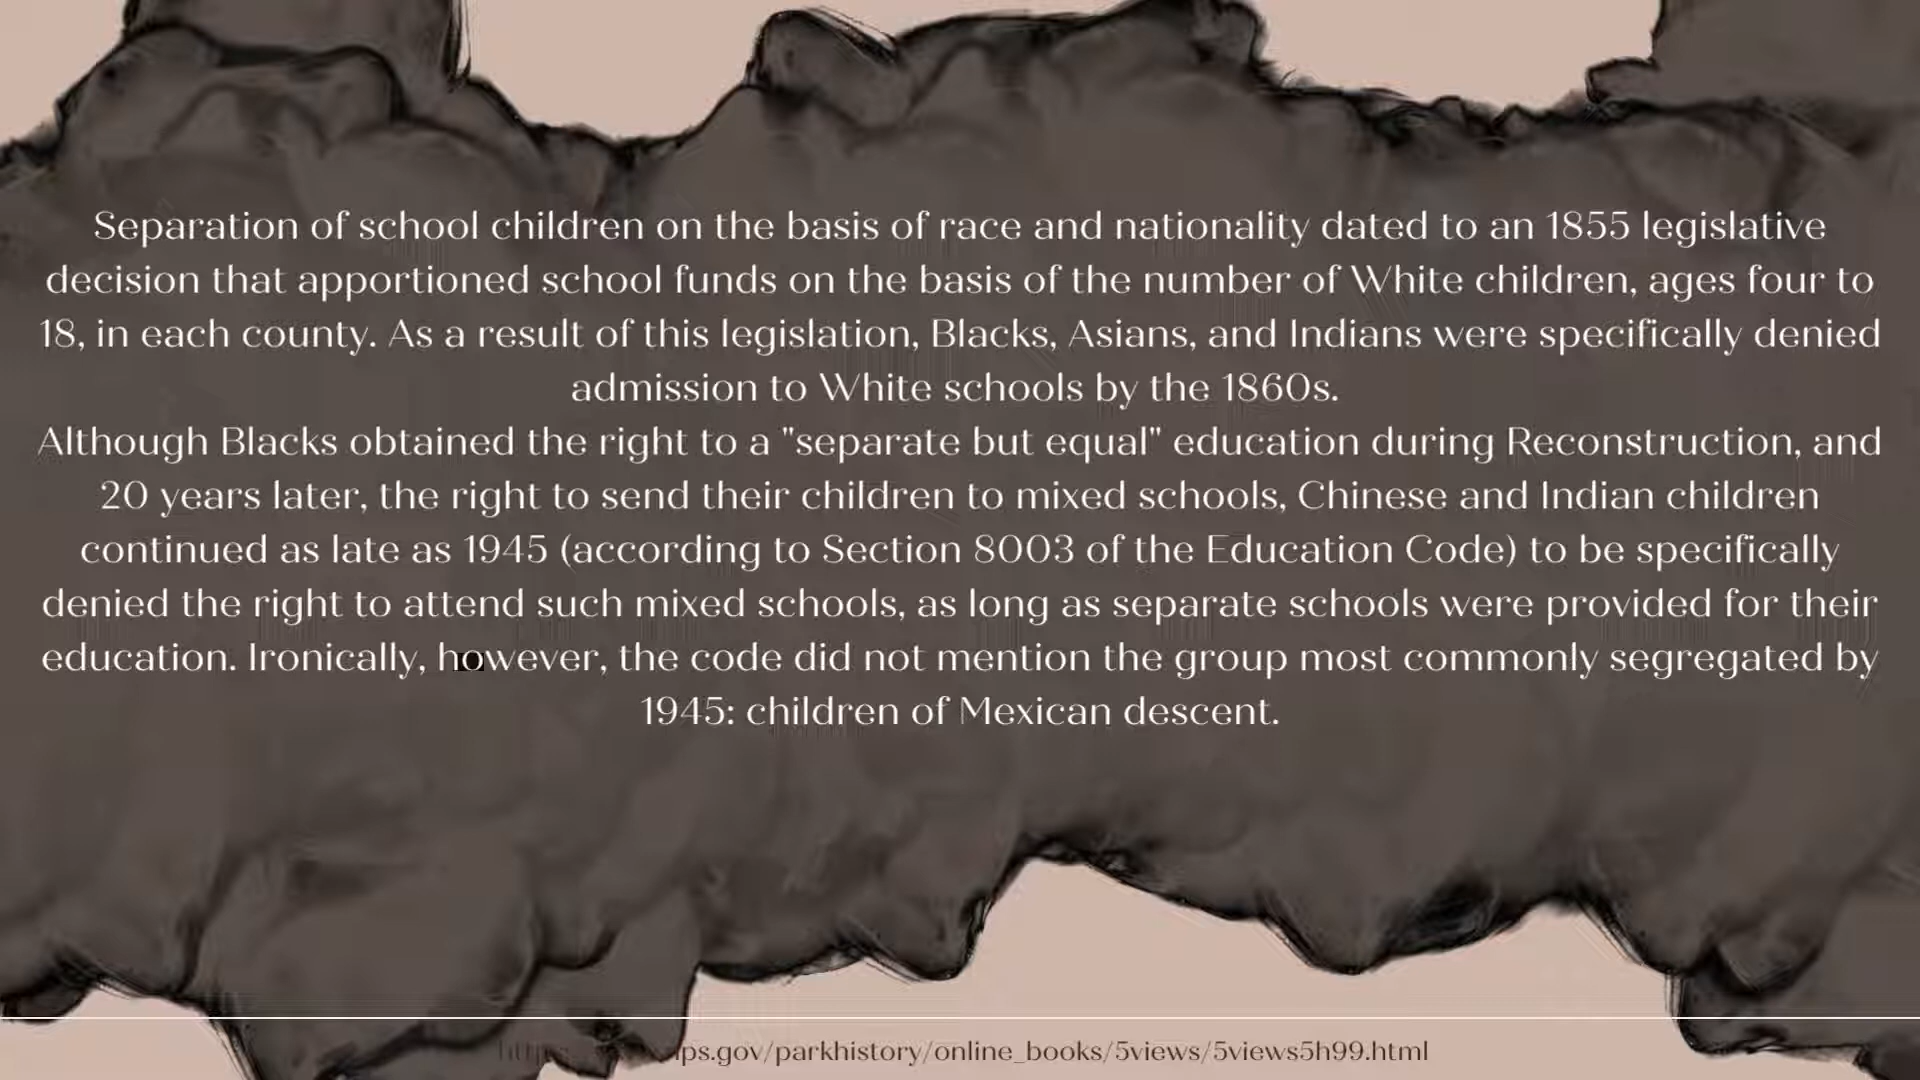 Separation of school children on the basis of race and nationality dated to an 1855 legislative
decision that apportioned school funds on the basis of the number of White children, ages four to
18, in each county. As a result of this legislation, Blacks, Asians, and Indians were specifically denied
admission to White schools by the 1860s.
Although Blacks obtained the right to a "separate but equal" education during Reconstruction, and
20 years later, the right to send their children to mixed schools, Chinese and Indian children
continued as late as 1945 (according to Section 8003 of the Education Code) to be specifically
denied the right to attend such mixed schools, as long as separate schools were provided for their
education. Ironically, however, the code did not mention the group most commonly segregated by
1945: children of Mexican descent.
nps.gov/parkhistory/online_books/5views/5views5h99.html